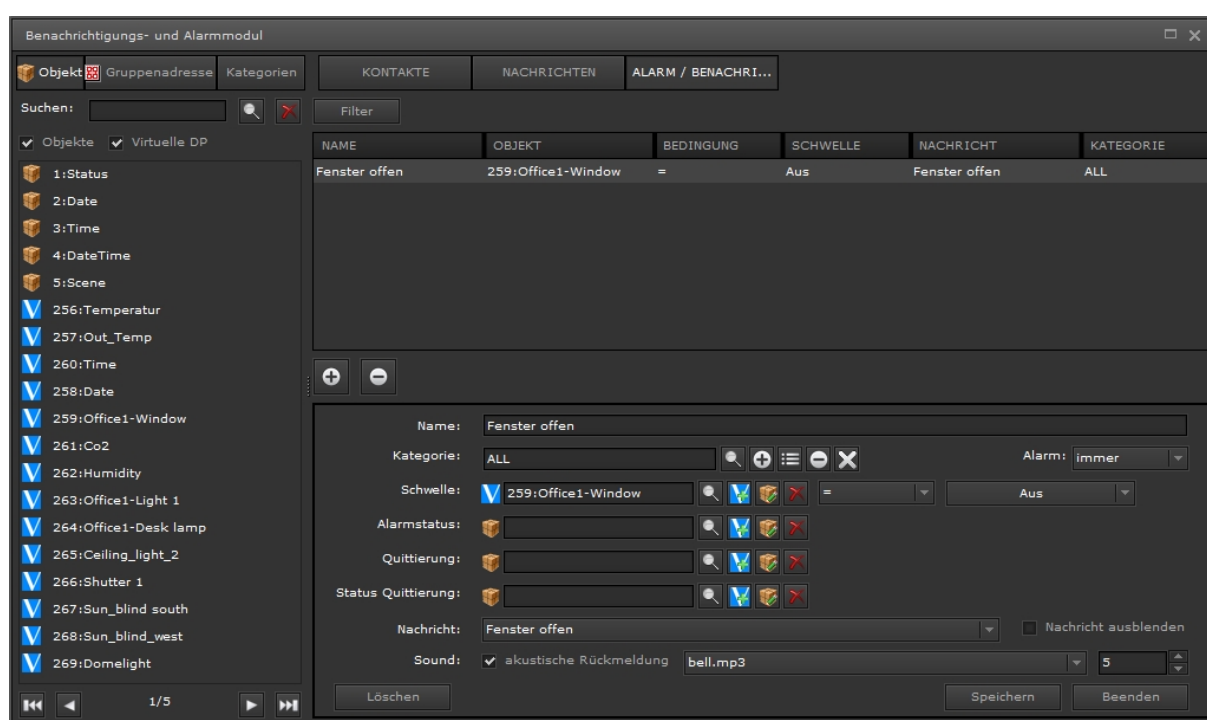 Benachrichtigungs- und Alarmmodul
Objekt Gruppenadresse Kategorien KONTAKTE NACHRICHTEN ALARM / BENACHRI...
Suchen: Filter
Objekte Virtuelle DP
NAME OBJEKT BEDINGUNG SCHWELLE NACHRICHT KATEGORIE
Fenster offen 259:Office1-Window = Aus Fenster offen ALL
1:Status
2:Date
3:Time
4:DateTime
5:Scene
256:Temperatur
257:Out_Temp
260:Time
258:Date
259:Office1-Window
261:Co2
262:Humidity
263:Office1-Light 1
264:Office1-Desk lamp
265:Ceiling_light_2
266:Shutter 1
267:Sun_blind south
268:Sun_blind_west
269:Domelight
1/5
Name: Fenster offen
Kategorie: ALL Alarm: immer
Schwelle: 259:Office1-Window = Aus
Alarmstatus:
Quittierung:
Status Quittierung:
Nachricht: Fenster offen Nachricht ausblenden
Sound: akustische Rückmeldung bell.mp3 5
Löschen Speichern Beenden